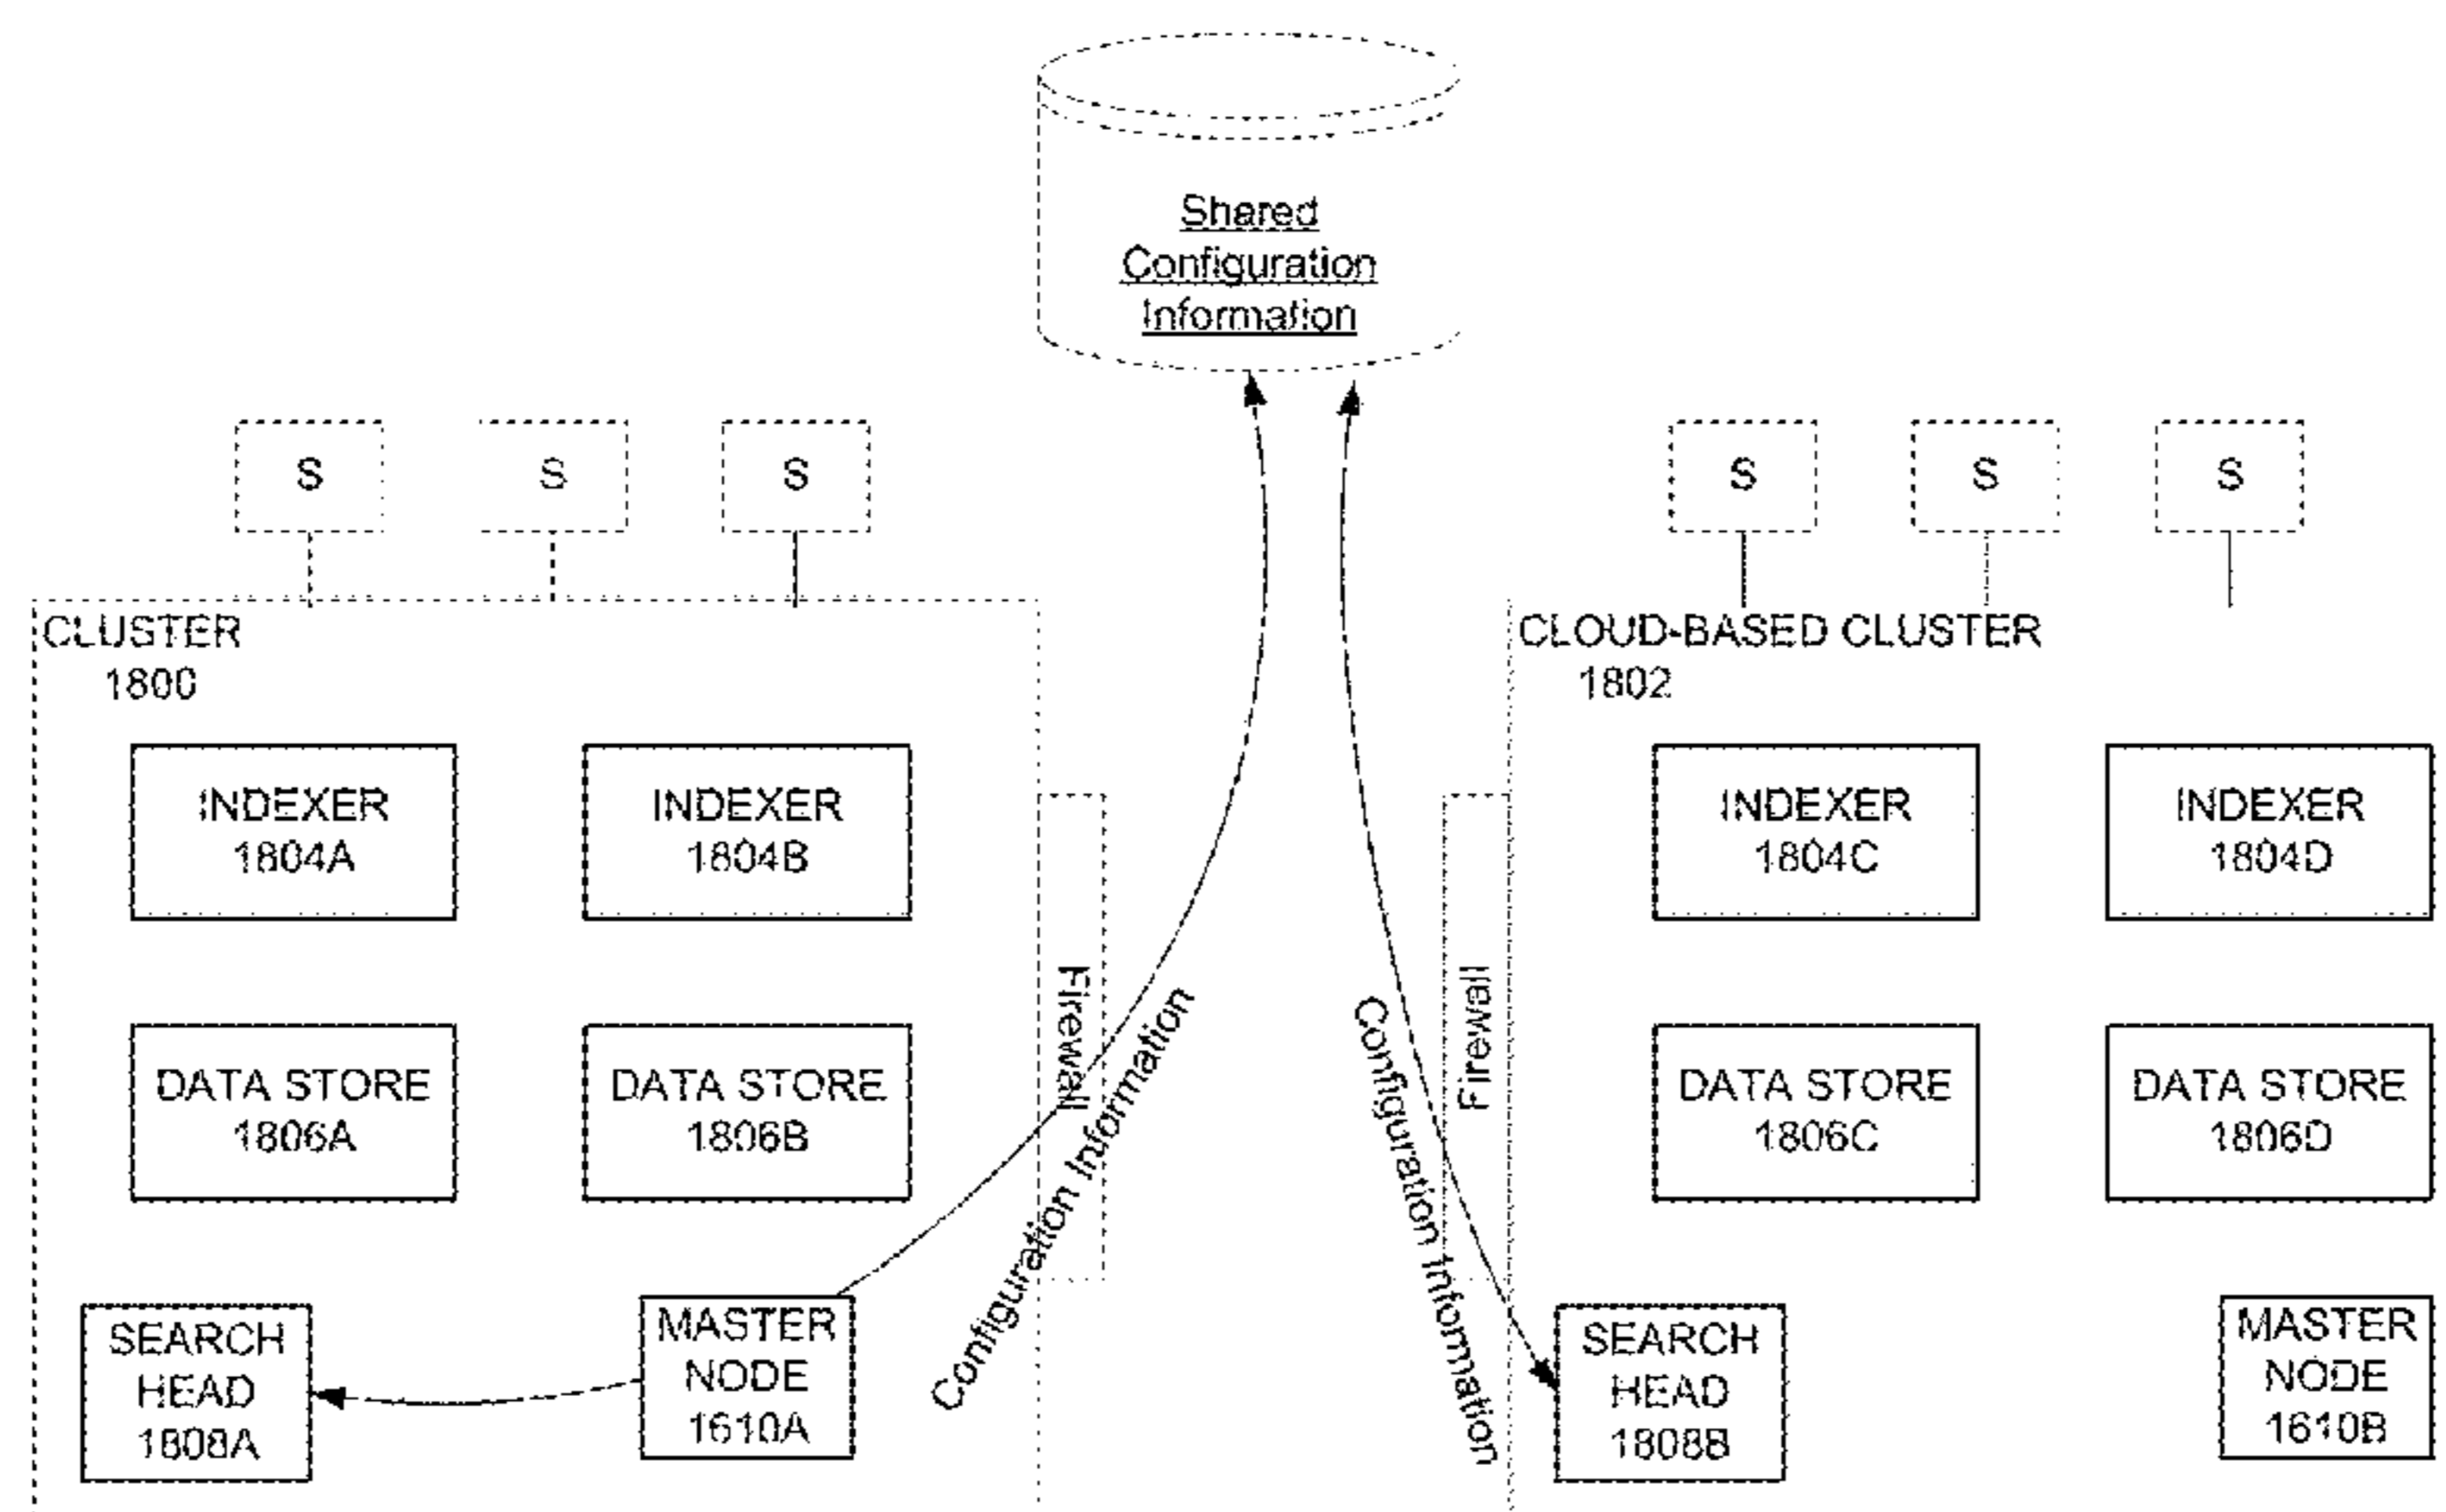 Shared
Configuration
Information
S
S
S
S
S
S
CLUSTER
1800
CLOUD-BASED CLUSTER
1802
INDEXER
1804A
INDEXER
1804B
INDEXER
1804C
INDEXER
1804D
Firewall
Firewall
Configuration Information
Configuration Information
DATA STORE
1806A
DATA STORE
1806B
DATA STORE
1806C
DATA STORE
1806D
SEARCH
HEAD
1808A
MASTER
NODE
1610A
SEARCH
HEAD
1808B
MASTER
NODE
1610B